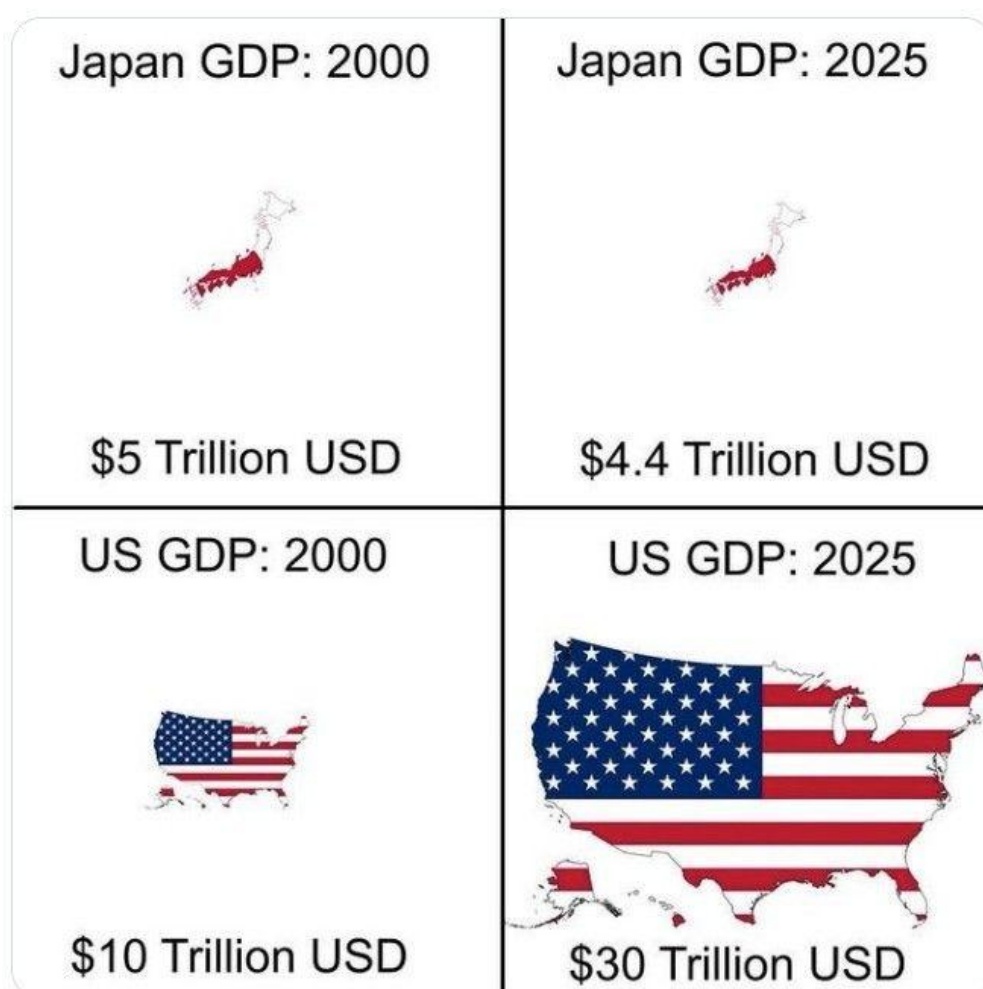 Japan GDP: 2000
$5 Trillion USD
Japan GDP: 2025
$4.4 Trillion USD
US GDP: 2000
$10 Trillion USD
US GDP: 2025
$30 Trillion USD